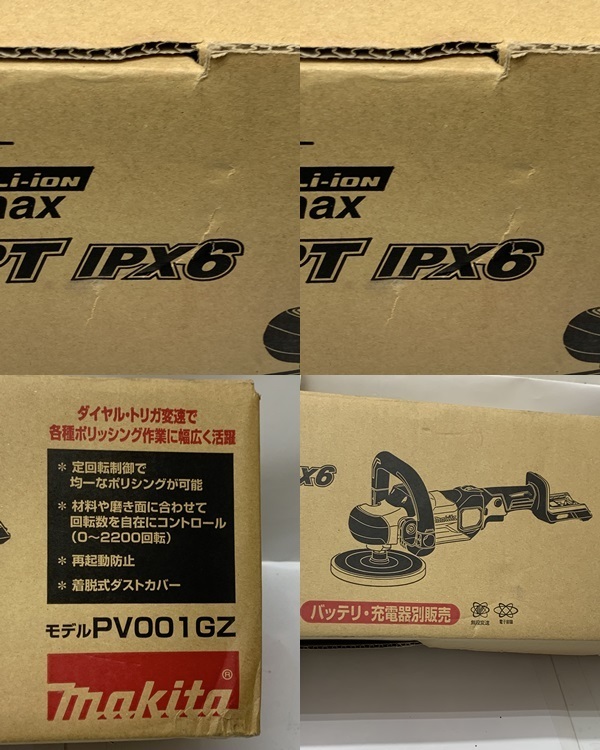 Li-ion
max
PT IPX6
Li-ion
max
PT IPX6
ダイヤル・トリガ変速で
各種ポリッシング作業に幅広く活躍
* 定回転制御で
均一なポリシングが可能
* 材料や磨き面に合わせて
回転数を自在にコントロール
(0〜2200回転)
* 再起動防止
* 着脱式ダストカバー
モデルPV001GZ
makita®
X6
makita
バッテリ・充電器別販売